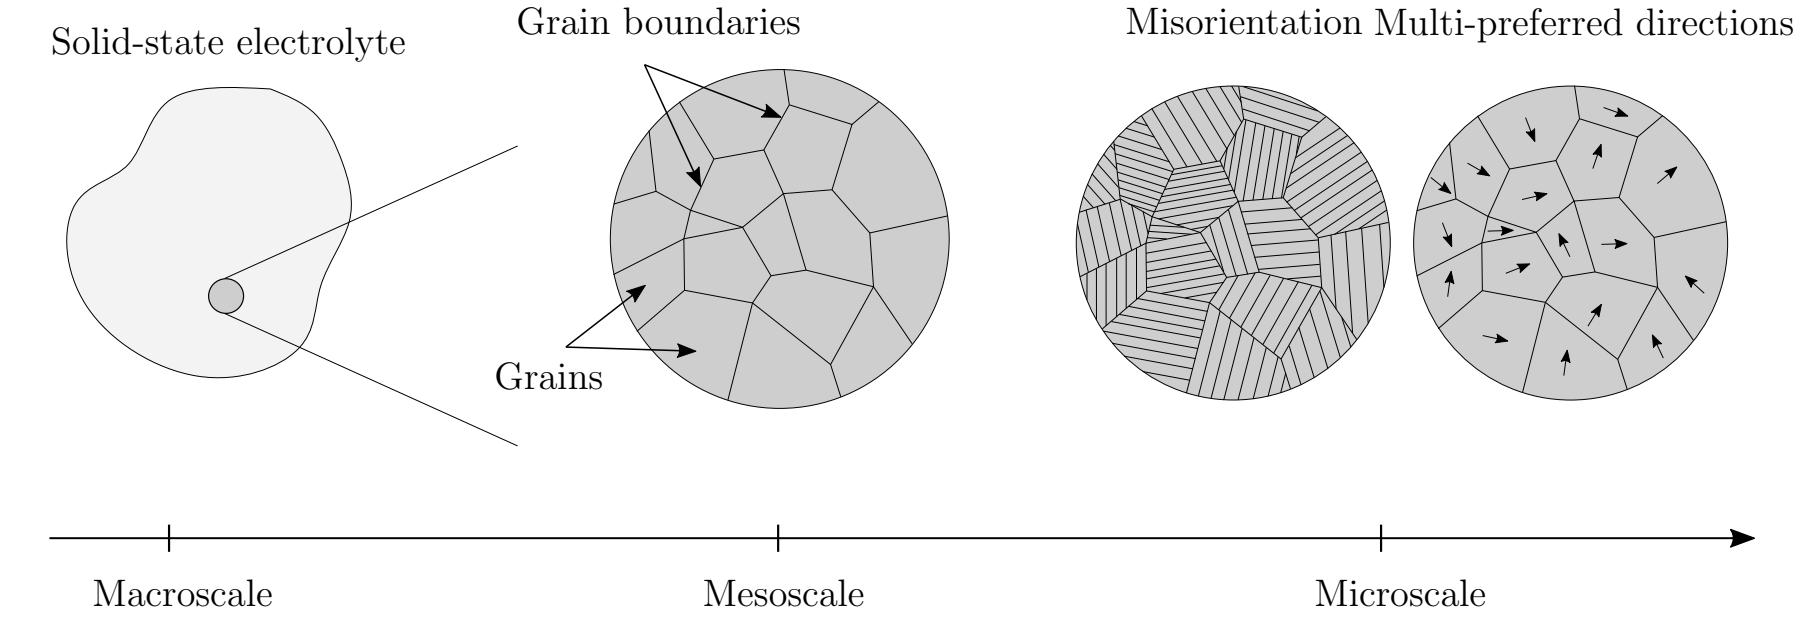 Solid-state electrolyte
Grain boundaries
Misorientation
Multi-preferred directions
Grains
Macroscale
Mesoscale
Microscale